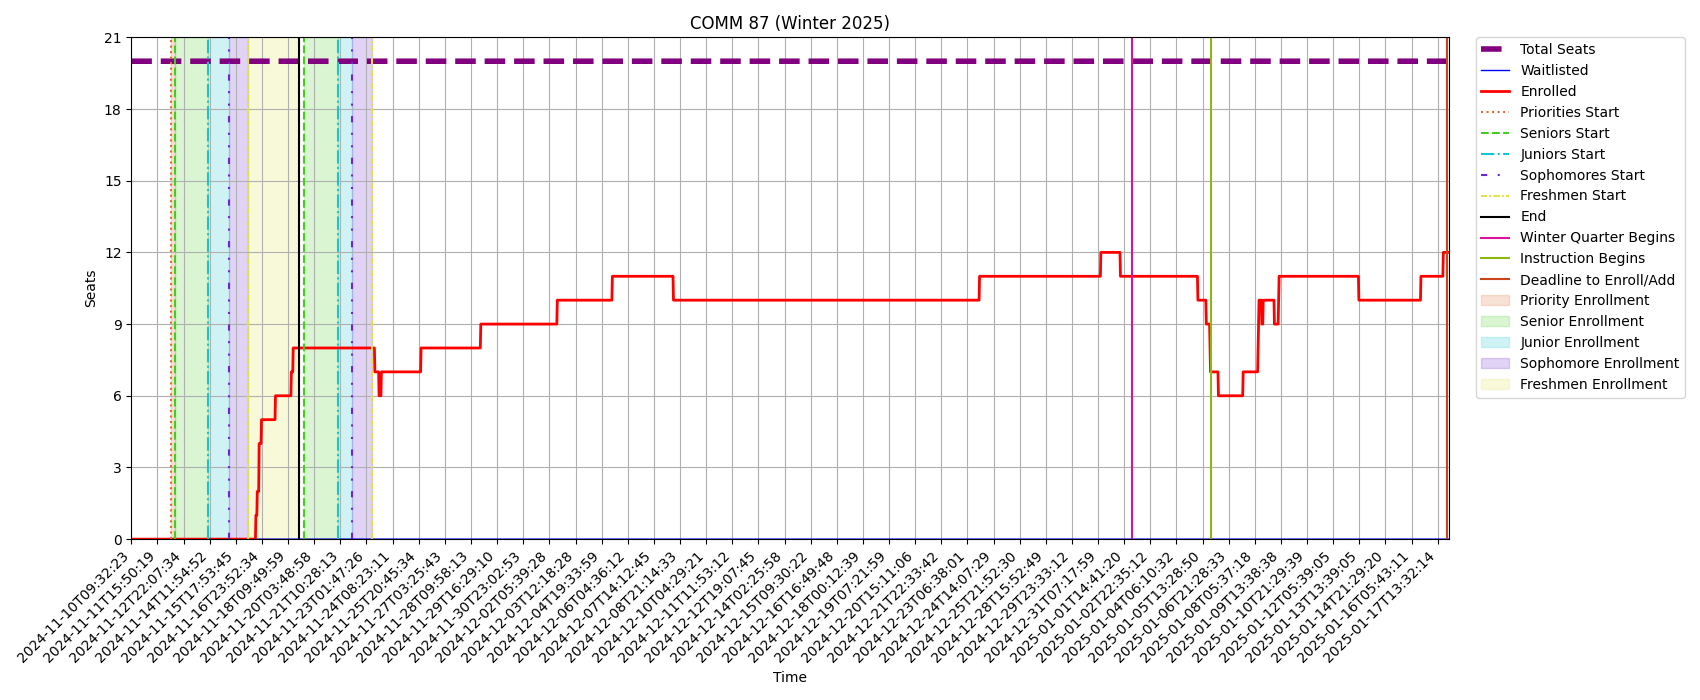 COMM 87 (Winter 2025)
21
18
15
12
9
6
3
0
Seats
2024-11-10T09:32:23
2024-11-11T15:50:19
2024-11-12T22:07:34
2024-11-14T11:54:52
2024-11-15T17:53:45
2024-11-16T23:52:34
2024-11-18T09:49:59
2024-11-20T03:48:58
2024-11-21T10:28:13
2024-11-23T01:47:26
2024-11-24T08:23:11
2024-11-25T20:45:34
2024-11-27T03:25:43
2024-11-28T09:58:13
2024-11-29T16:29:10
2024-11-30T23:02:53
2024-12-02T05:39:28
2024-12-03T12:18:28
2024-12-04T19:33:59
2024-12-06T04:36:12
2024-12-07T14:12:45
2024-12-08T21:14:33
2024-12-10T04:29:21
2024-12-11T11:53:12
2024-12-12T19:07:45
2024-12-14T02:25:58
2024-12-15T09:30:22
2024-12-16T16:49:48
2024-12-18T00:12:39
2024-12-19T07:21:59
2024-12-20T15:11:06
2024-12-21T22:33:42
2024-12-23T06:38:01
2024-12-24T14:07:29
2024-12-25T21:52:30
2024-12-28T15:52:49
2024-12-29T23:33:12
2024-12-31T07:17:59
2025-01-01T14:41:20
2025-01-02T22:35:12
2025-01-04T06:10:32
2025-01-05T13:28:50
2025-01-06T21:28:33
2025-01-08T05:37:18
2025-01-09T13:38:38
2025-01-10T21:29:39
2025-01-12T05:39:05
2025-01-13T13:39:05
2025-01-14T21:29:20
2025-01-16T05:43:11
2025-01-17T13:32:14
Time
Total Seats
Waitlisted
Enrolled
Priorities Start
Seniors Start
Juniors Start
Sophomores Start
Freshmen Start
End
Winter Quarter Begins
Instruction Begins
Deadline to Enroll/Add
Priority Enrollment
Senior Enrollment
Junior Enrollment
Sophomore Enrollment
Freshmen Enrollment